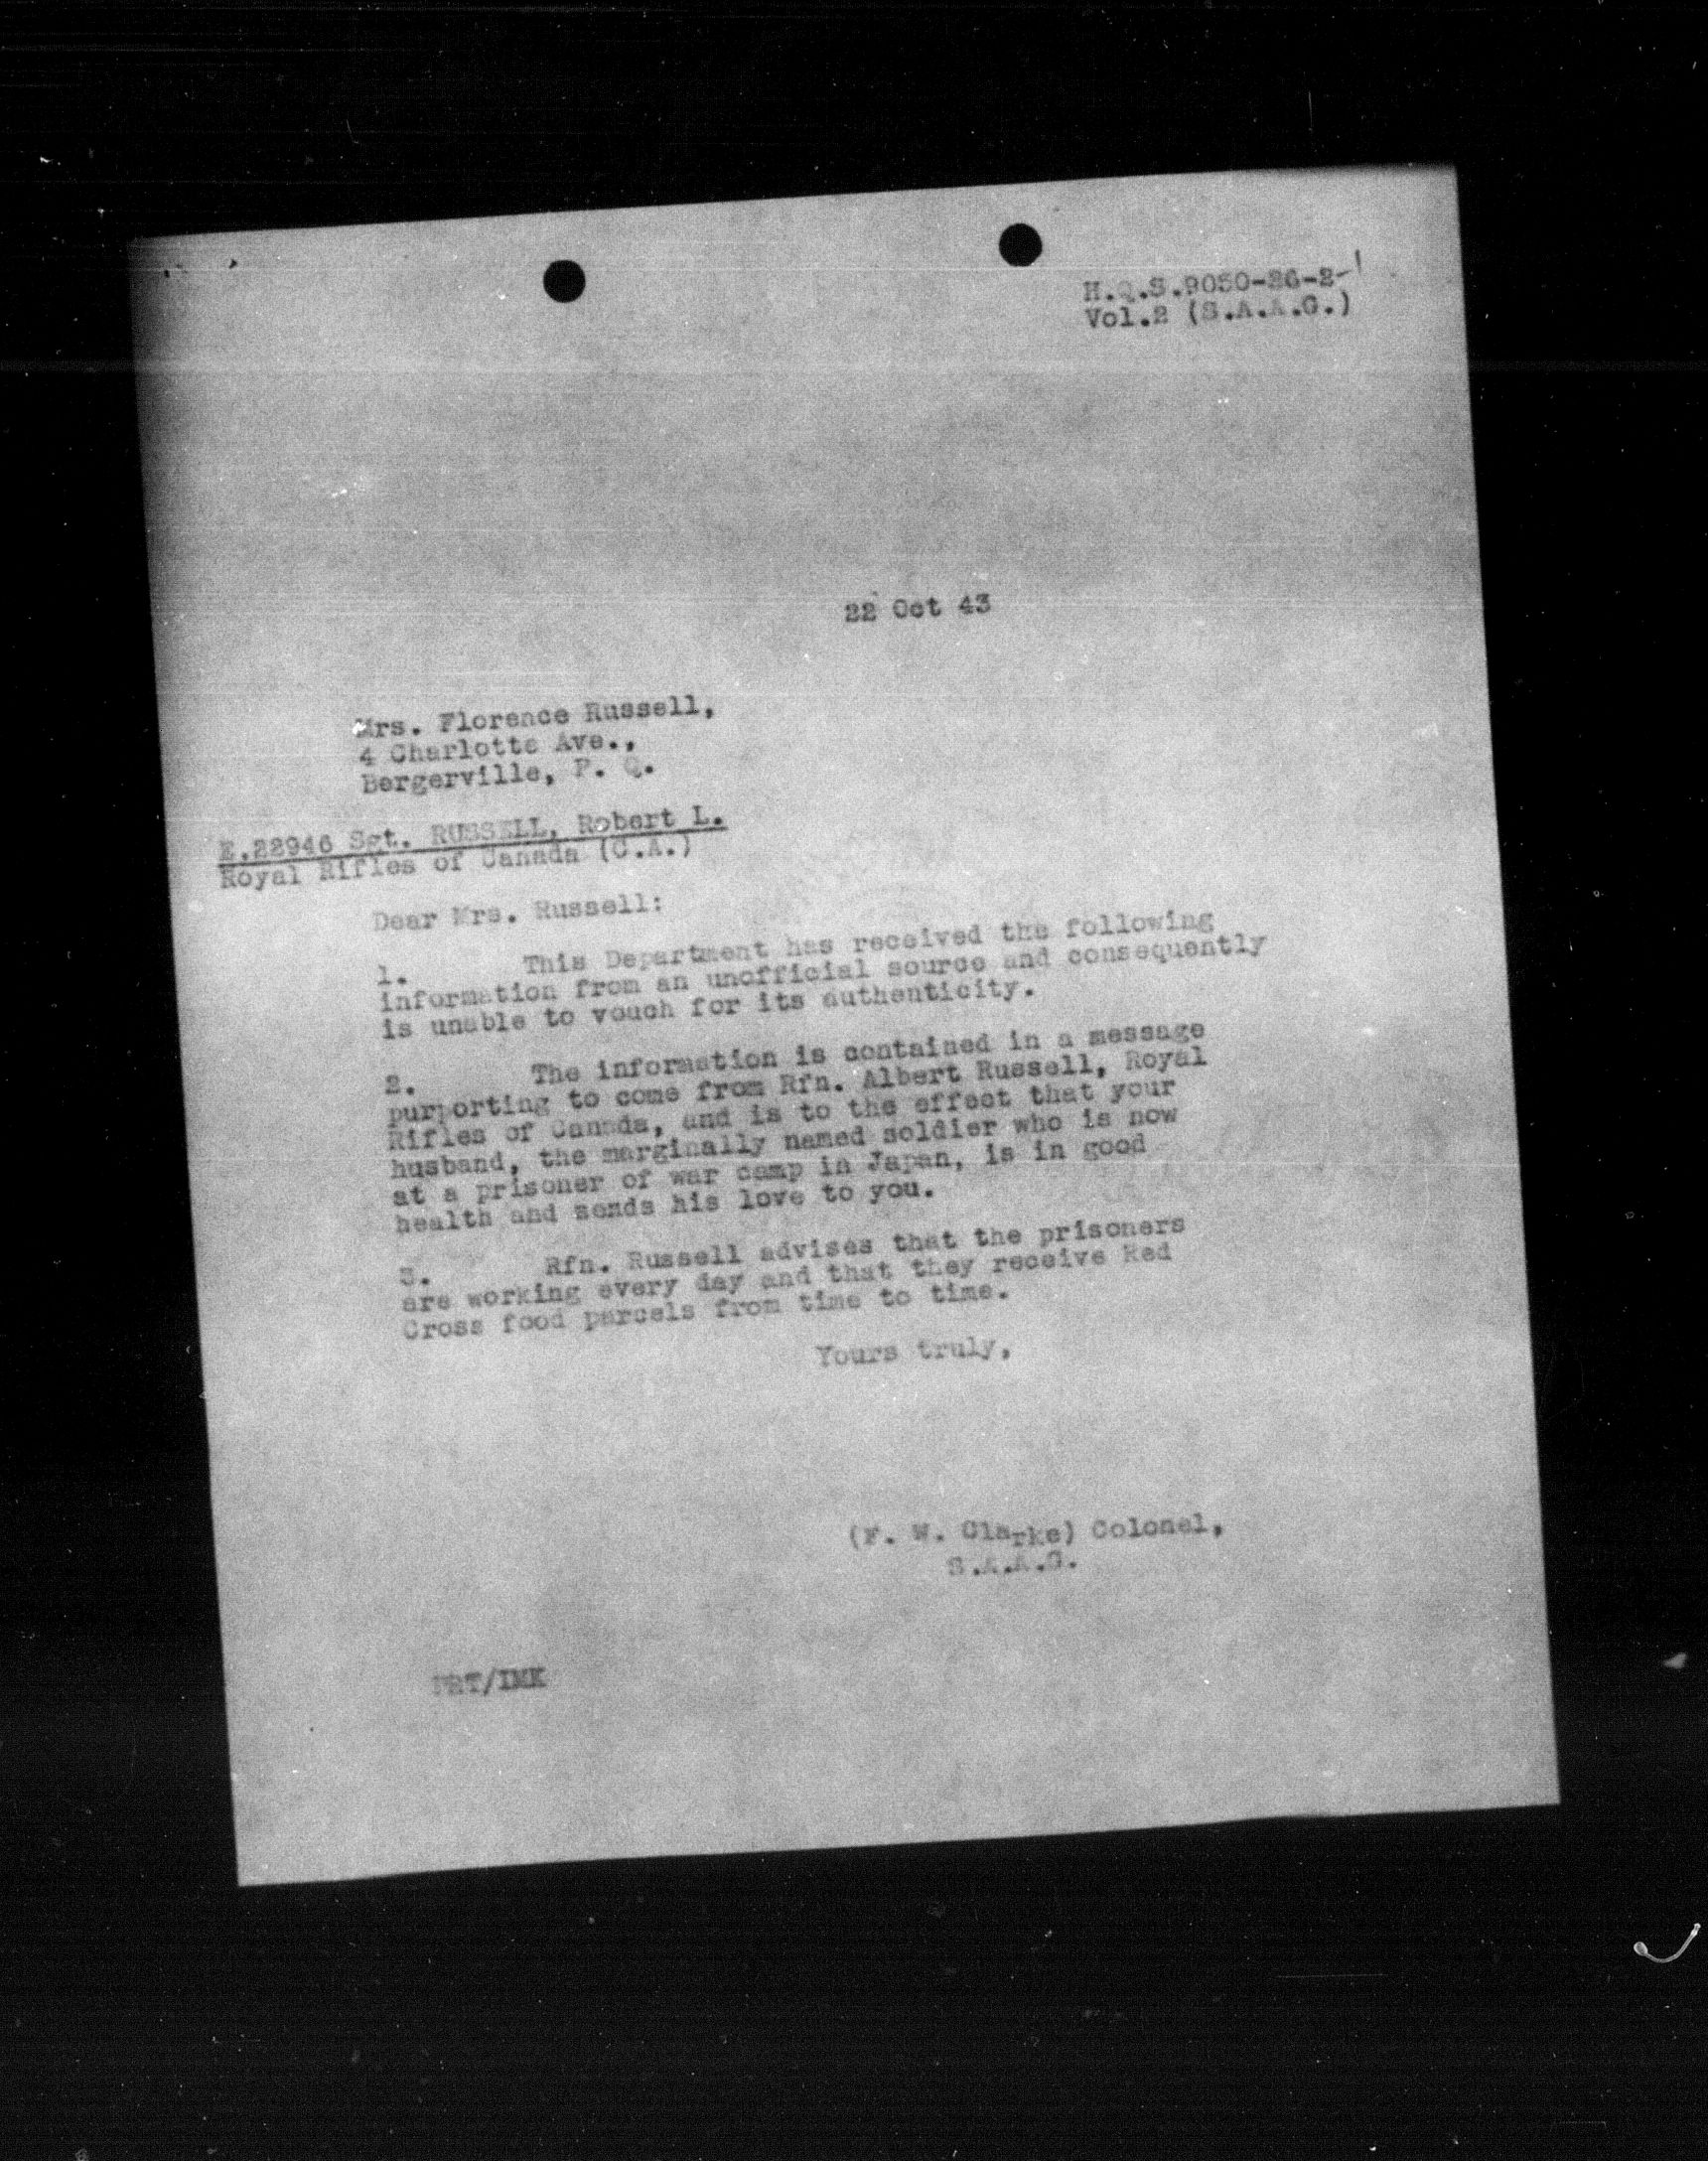 H.Q.S.9050-26-2-1
Vol.2 (S.A.A.G.)
22 Oct 43
Mrs. Florence Russell,
4 Charlotte Ave.,
Bergerville, P. Q.
E.22946 Sgt. RUSSELL, Robert L.
Royal Rifles of Canada (C.A.)
Dear Mrs. Russell:
1. This Department has received the following
information from an unofficial source and consequently
is unable to vouch for its authenticity.
2. The information is contained in a message
purporting to come from Rfn. Albert Russell, Royal
Rifles of Canada, and is to the effect that your
husband, the marginally named soldier who is now
at a prisoner of war camp in Japan, is in good
health and sends his love to you.
3. Rfn. Russell advises that the prisoners
are working every day and that they receive Red
Cross food parcels from time to time.
Yours truly,
(F. W. Clarke) Colonel,
S.A.A.G.